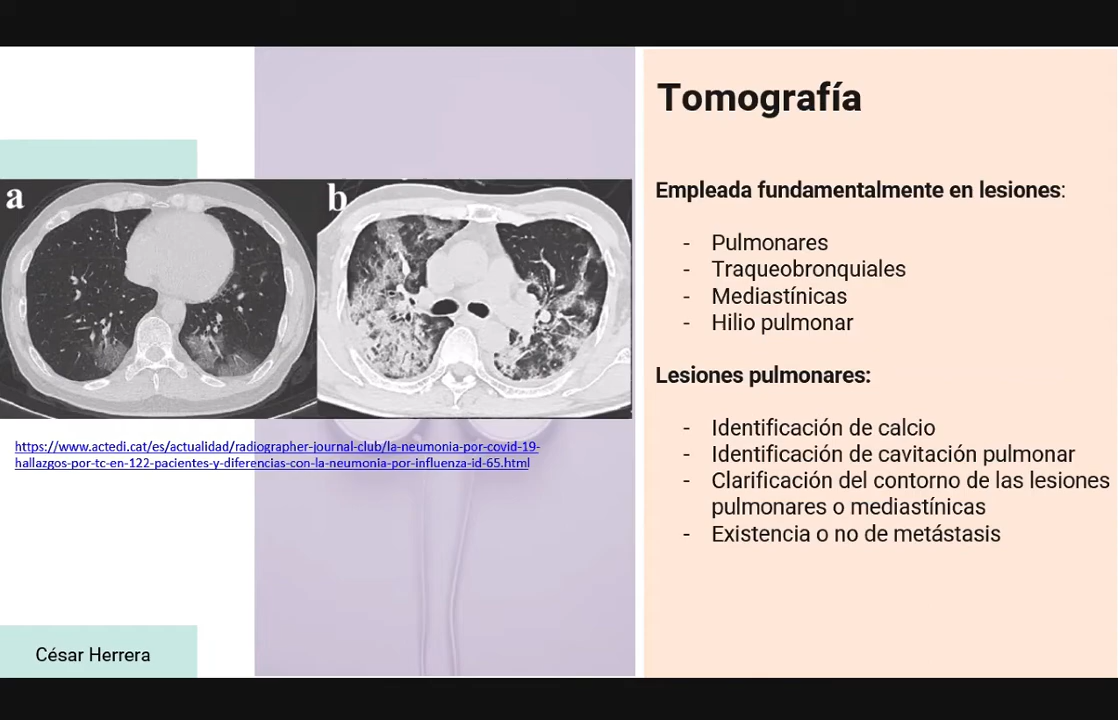 Tomografía
Empleada fundamentalmente en lesiones:
- Pulmonares
- Traqueobronquiales
- Mediastínicas
- Hilio pulmonar
Lesiones pulmonares:
- Identificación de calcio
- Identificación de cavitación pulmonar
- Clarificación del contorno de las lesiones
pulmonares o mediastínicas
- Existencia o no de metástasis
a
b
https://www.actedi.cat/es/actualidad/radiographer-journal-club/la-neumonia-por-covid-19-
hallazgos-por-tc-en-122-pacientes-y-diferencias-con-la-neumonia-por-influenza-id-65.html
César Herrera